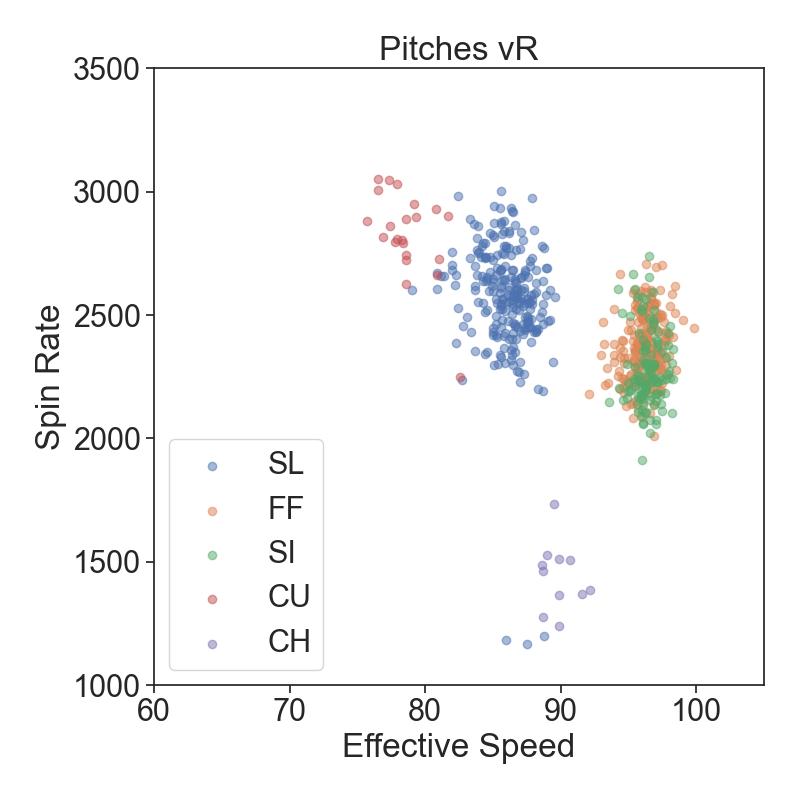 Pitches vR
3500
3000
2500
2000
1500
1000
Spin Rate
SL
FF
SI
CU
CH
60 70 80 90 100
Effective Speed